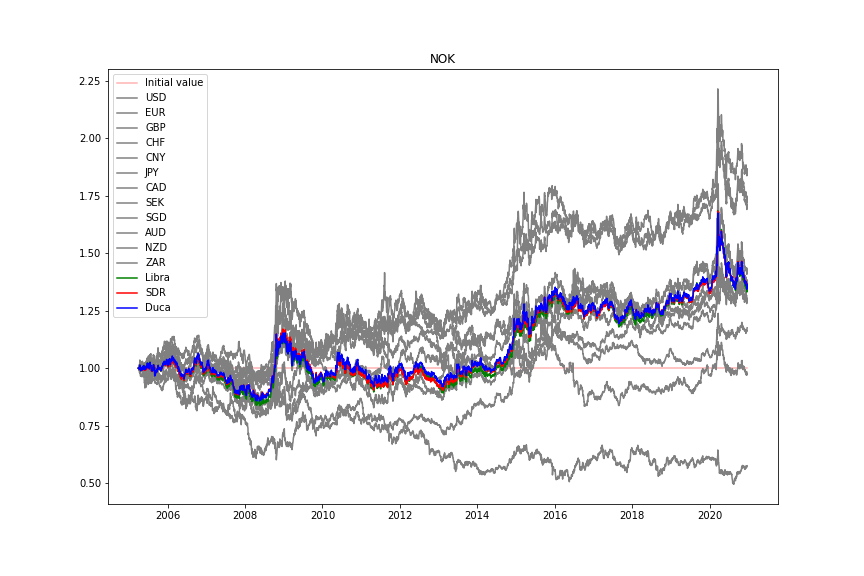 NOK
2.25
2.00
1.75
1.50
1.25
1.00
0.75
0.50
Initial value
USD
EUR
GBP
CHF
CNY
JPY
CAD
SEK
SGD
AUD
NZD
ZAR
Libra
SDR
Duca
2006 2008 2010 2012 2014 2016 2018 2020